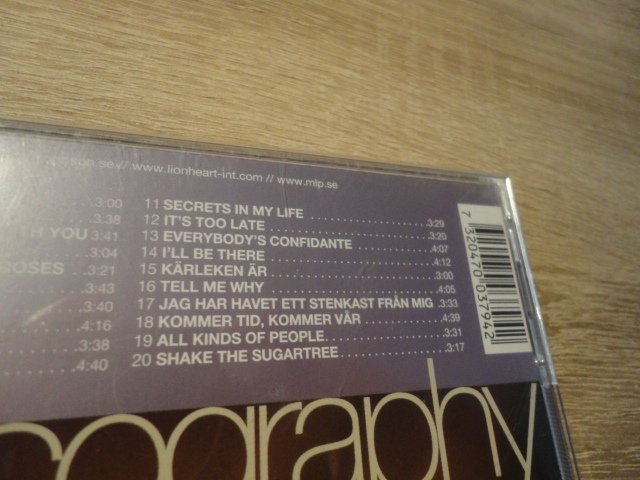 son.se // www.lionheart-int.com // www.mlp.se
3:00
3:38
TH YOU 3:41
3:04
OSES 3:21
3:36
3:40
4:16
3:38
4:40
11 SECRETS IN MY LIFE 3:29
12 IT'S TOO LATE 3:20
13 EVERYBODY'S CONFIDANTE 4:07
14 I'LL BE THERE 4:12
15 KÄRLEKEN ÄR 3:00
16 TELL ME WHY 4:05
17 JAG HAR HAVET ETT STENKAST FRÅN MIG 3:33
18 KOMMER TID, KOMMER VÅR 4:39
19 ALL KINDS OF PEOPLE 3:31
20 SHAKE THE SUGARTREE 3:17
7 320470 037942
cography